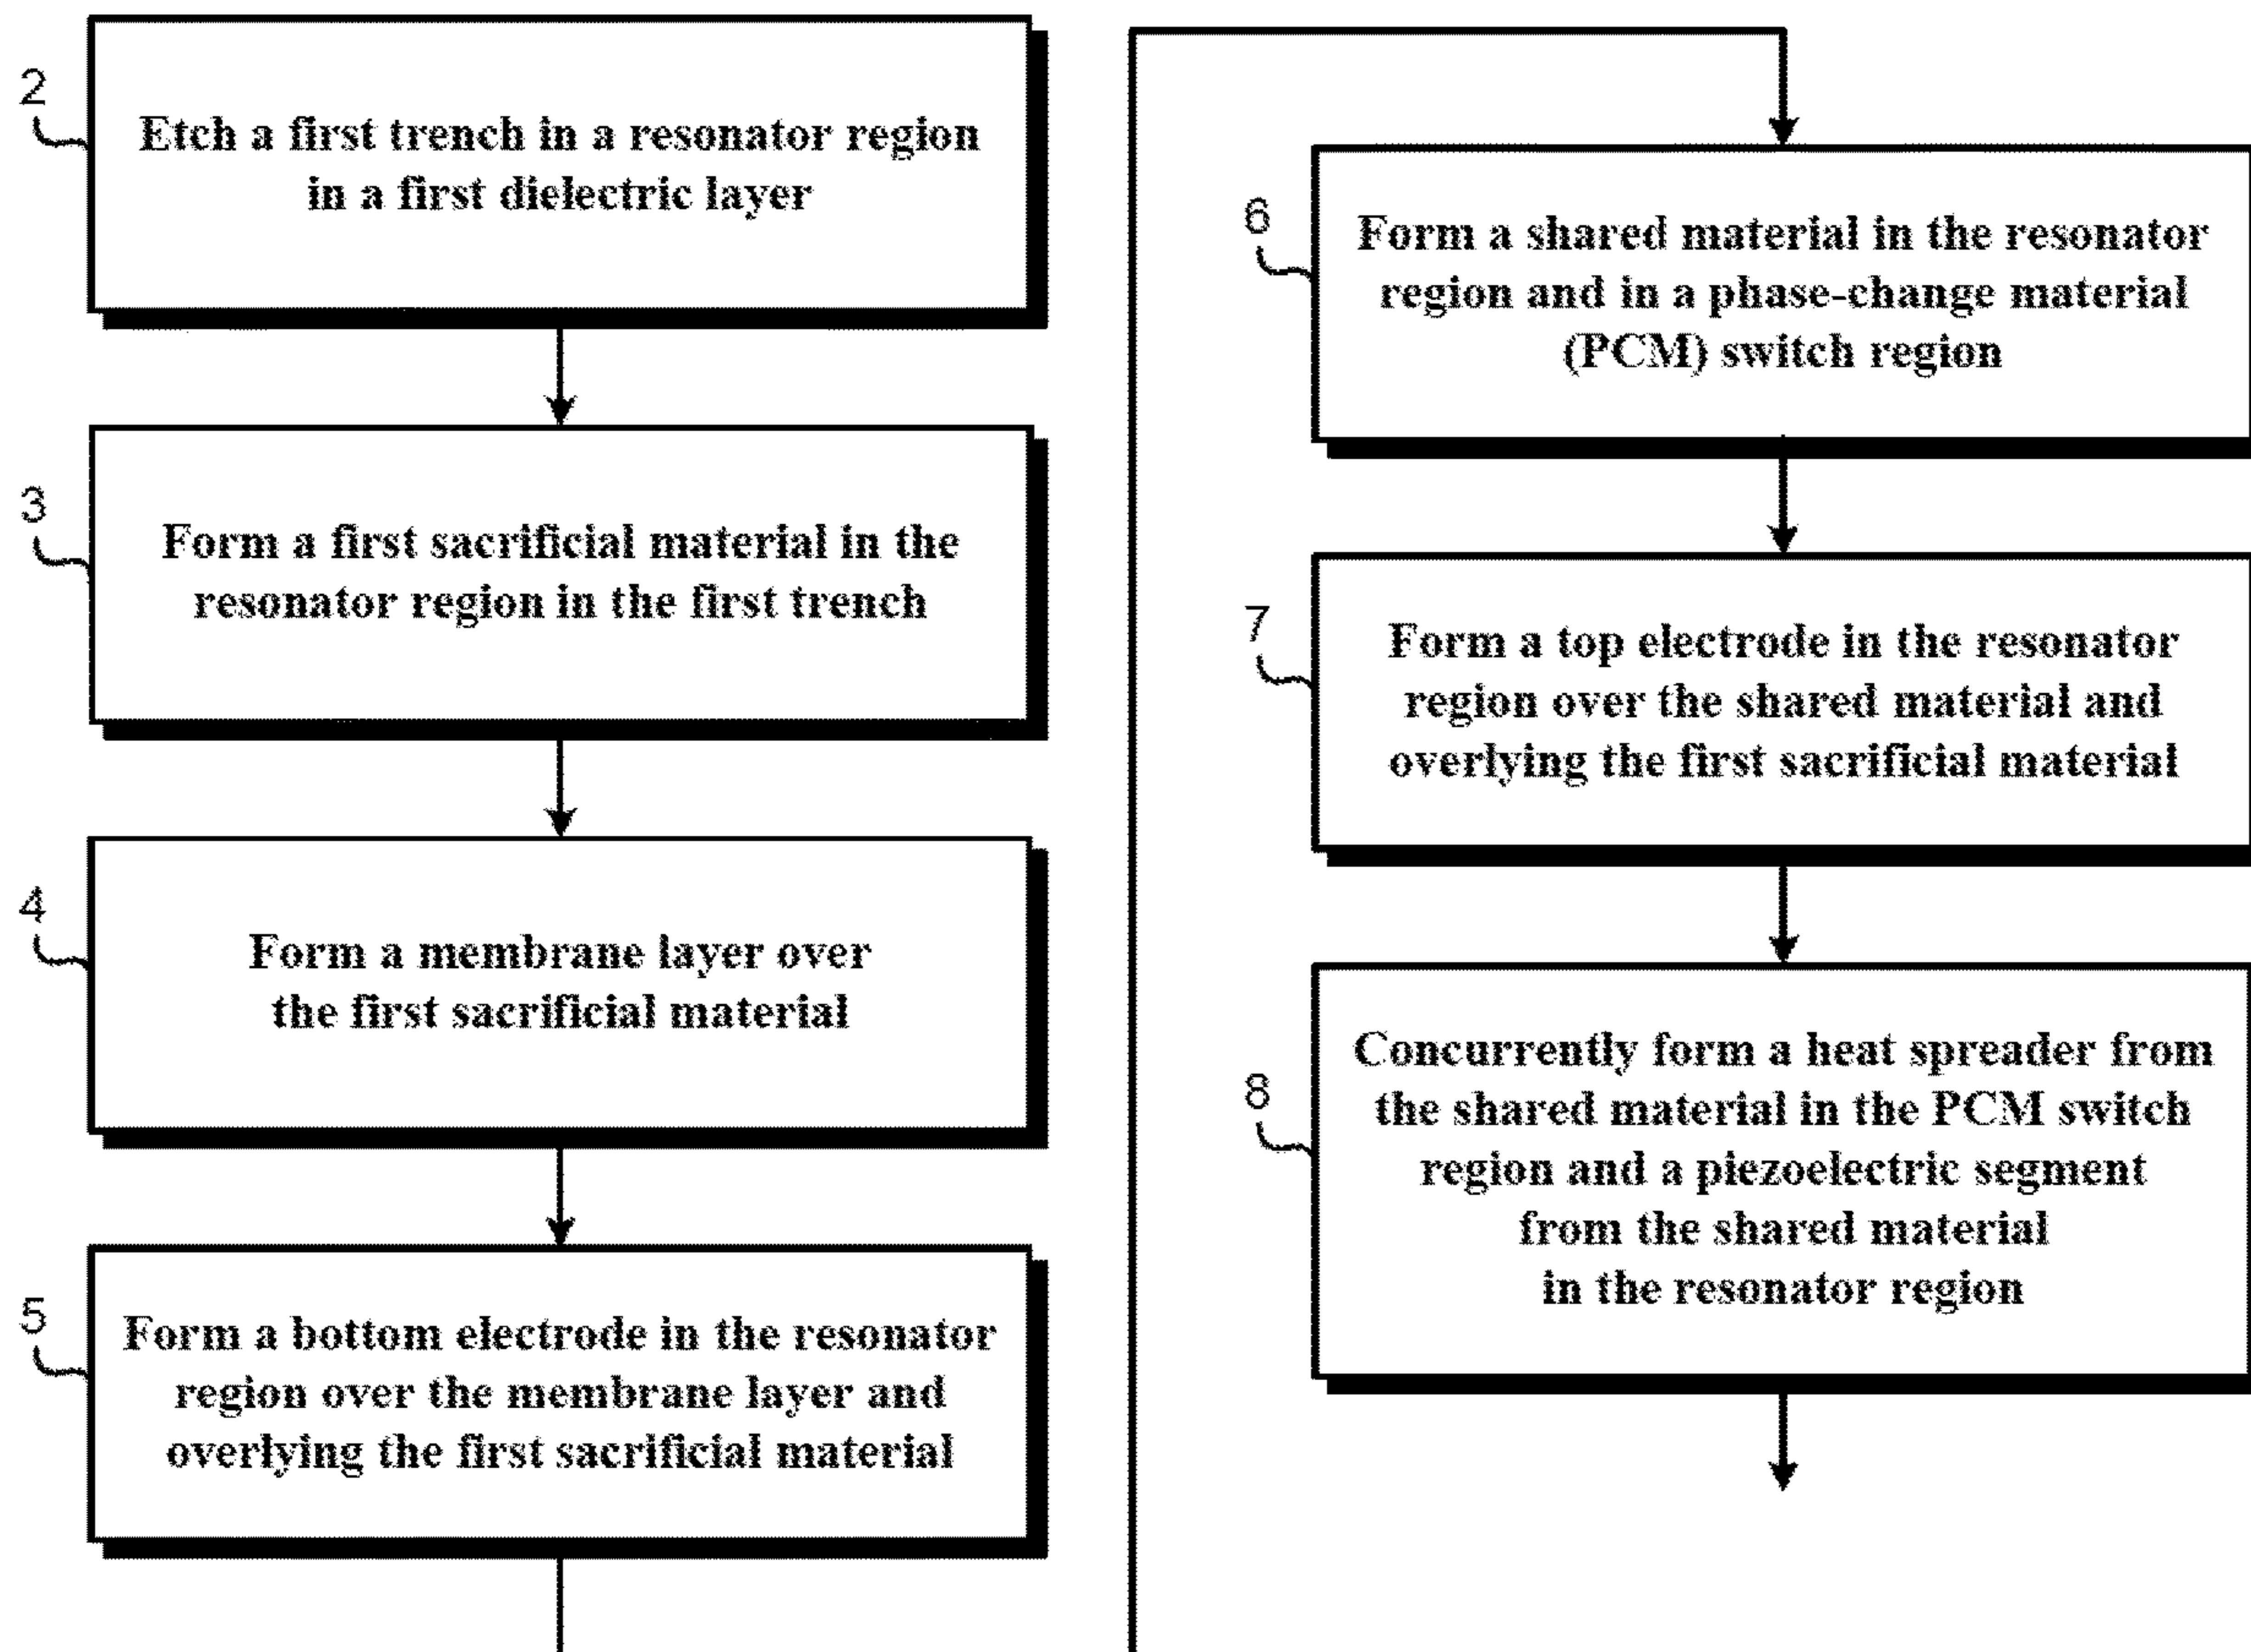 2
Etch a first trench in a resonator region
in a first dielectric layer
3
Form a first sacrificial material in the
resonator region in the first trench
4
Form a membrane layer over
the first sacrificial material
5
Form a bottom electrode in the resonator
region over the membrane layer and
overlying the first sacrificial material
6
Form a shared material in the resonator
region and in a phase-change material
(PCM) switch region
7
Form a top electrode in the resonator
region over the shared material and
overlying the first sacrificial material
8
Concurrently form a heat spreader from
the shared material in the PCM switch
region and a piezoelectric segment
from the shared material
in the resonator region